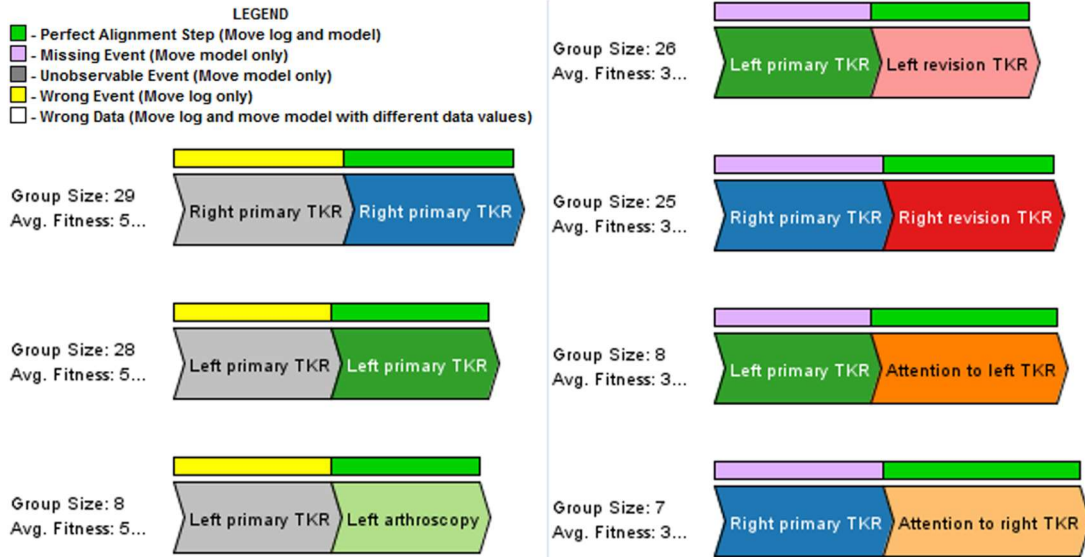 LEGEND
- Perfect Alignment Step (Move log and model)
- Missing Event (Move model only)
- Unobservable Event (Move model only)
- Wrong Event (Move log only)
- Wrong Data (Move log and move model with different data values)
Group Size: 29
Avg. Fitness: 5...
Right primary TKR
Right primary TKR
Group Size: 28
Avg. Fitness: 5...
Left primary TKR
Left primary TKR
Group Size: 8
Avg. Fitness: 5...
Left primary TKR
Left arthroscopy
Group Size: 26
Avg. Fitness: 3...
Left primary TKR
Left revision TKR
Group Size: 25
Avg. Fitness: 3...
Right primary TKR
Right revision TKR
Group Size: 8
Avg. Fitness: 3...
Left primary TKR
Attention to left TKR
Group Size: 7
Avg. Fitness: 3...
Right primary TKR
Attention to right TKR